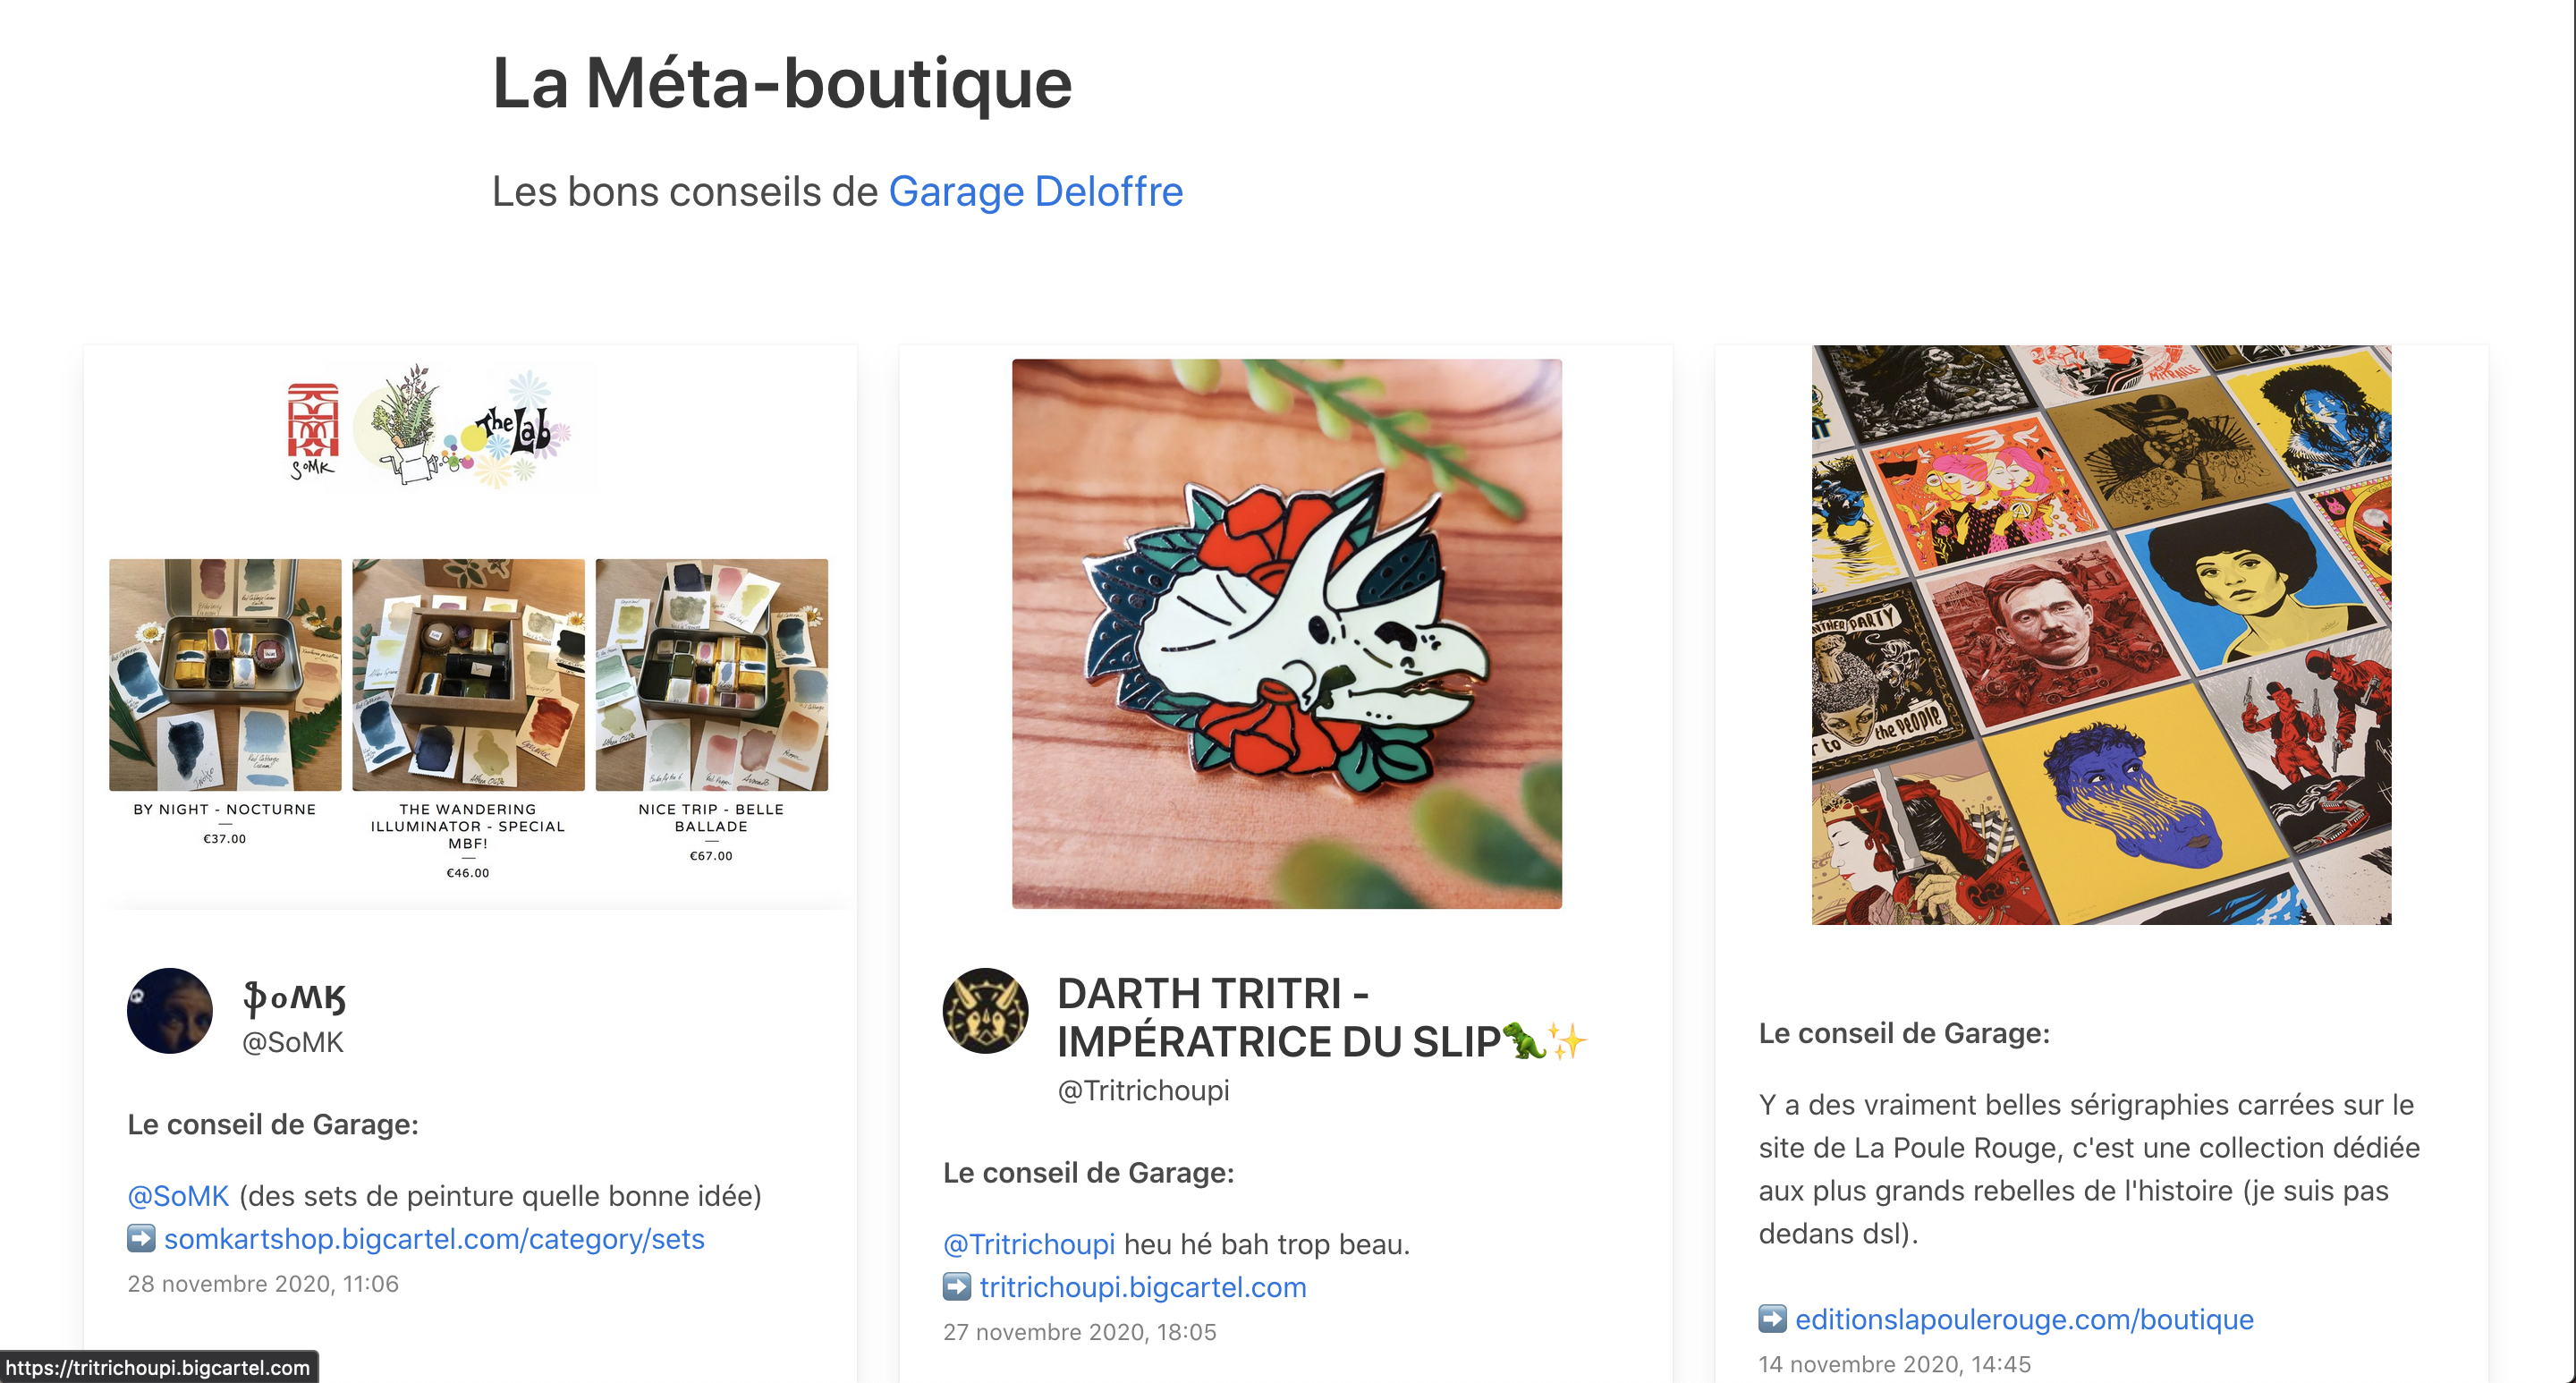 La Méta-boutique
Les bons conseils de Garage Deloffre
SoMK
The Lab
BY NIGHT - NOCTURNE
€37.00
THE WANDERING
ILLUMINATOR - SPECIAL
MBF!
€46.00
NICE TRIP - BELLE
BALLADE
€67.00
PARTY
to
the PEOPLE
SoMK
@SoMK
Le conseil de Garage:
@SoMK (des sets de peinture quelle bonne idée)
➡️ somkartshop.bigcartel.com/category/sets
28 novembre 2020, 11:06
DARTH TRITRI -
IMPÉRATRICE DU SLIP🦖✨
@Tritrichoupi
Le conseil de Garage:
@Tritrichoupi heu hé bah trop beau.
➡️ tritrichoupi.bigcartel.com
27 novembre 2020, 18:05
Le conseil de Garage:
Y a des vraiment belles sérigraphies carrées sur le
site de La Poule Rouge, c'est une collection dédiée
aux plus grands rebelles de l'histoire (je suis pas
dedans dsl).
➡️ editionslapoulerouge.com/boutique
14 novembre 2020, 14:45
https://tritrichoupi.bigcartel.com